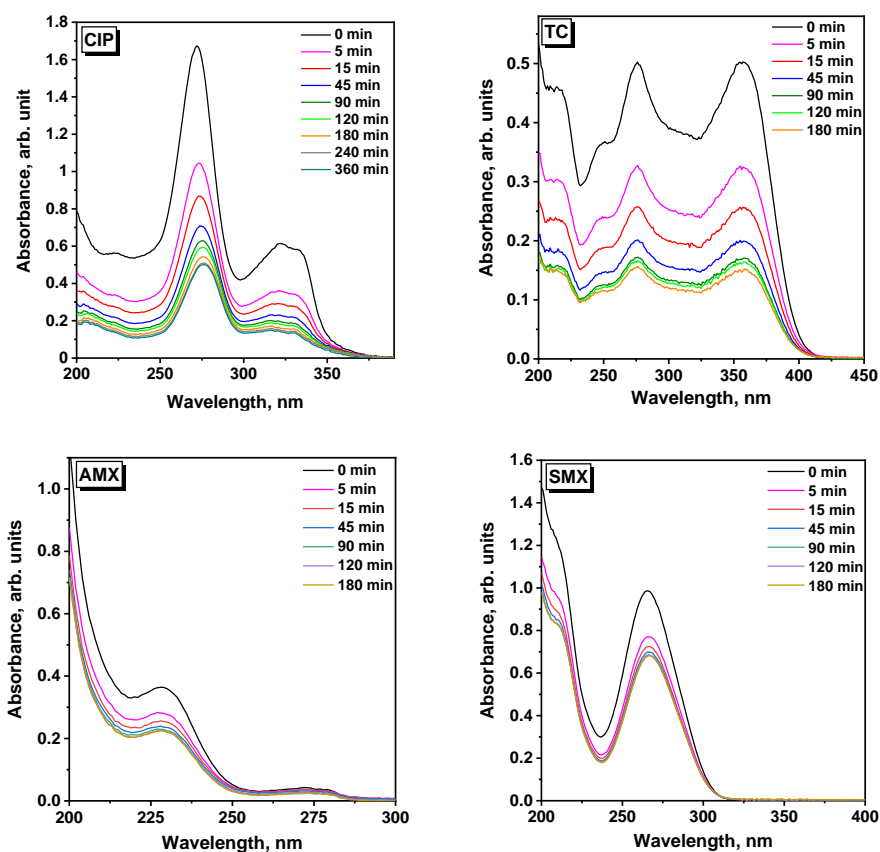 CIP
0 min
5 min
15 min
45 min
90 min
120 min
180 min
240 min
360 min
1.8
1.6
1.4
1.2
1
0.8
0.6
0.4
0.2
0
200
250
300
350
Absorbance, arb. unit
Wavelength, nm
TC
0 min
5 min
15 min
45 min
90 min
120 min
180 min
0.5
0.4
0.3
0.2
0.1
0.0
200
250
300
350
400
450
Absorbance, arb. units
Wavelength, nm
AMX
0 min
5 min
15 min
45 min
90 min
120 min
180 min
1.0
0.8
0.6
0.4
0.2
0.0
200
225
250
275
300
Absorbance, arb. units
Wavelength, nm
SMX
0 min
5 min
15 min
45 min
90 min
120 min
180 min
1.6
1.4
1.2
1.0
0.8
0.6
0.4
0.2
0.0
200
250
300
400
Absorbance, arb. units
Wavelength, nm